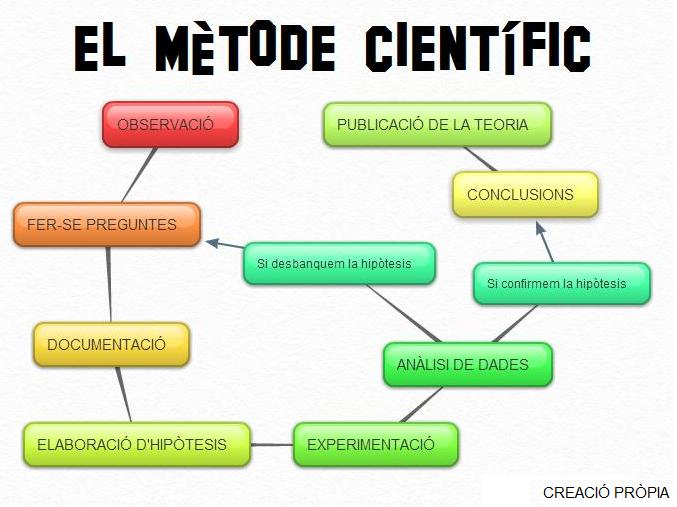 EL MÈTODE CIENTÍFIC
OBSERVACIÓ
PUBLICACIÓ DE LA TEORIA
CONCLUSIONS
FER-SE PREGUNTES
Si desbanquem la hipòtesis
Si confirmem la hipòtesis
DOCUMENTACIÓ
ANÀLISI DE DADES
ELABORACIÓ D'HIPÒTESIS
EXPERIMENTACIÓ
CREACIÓ PRÒPIA